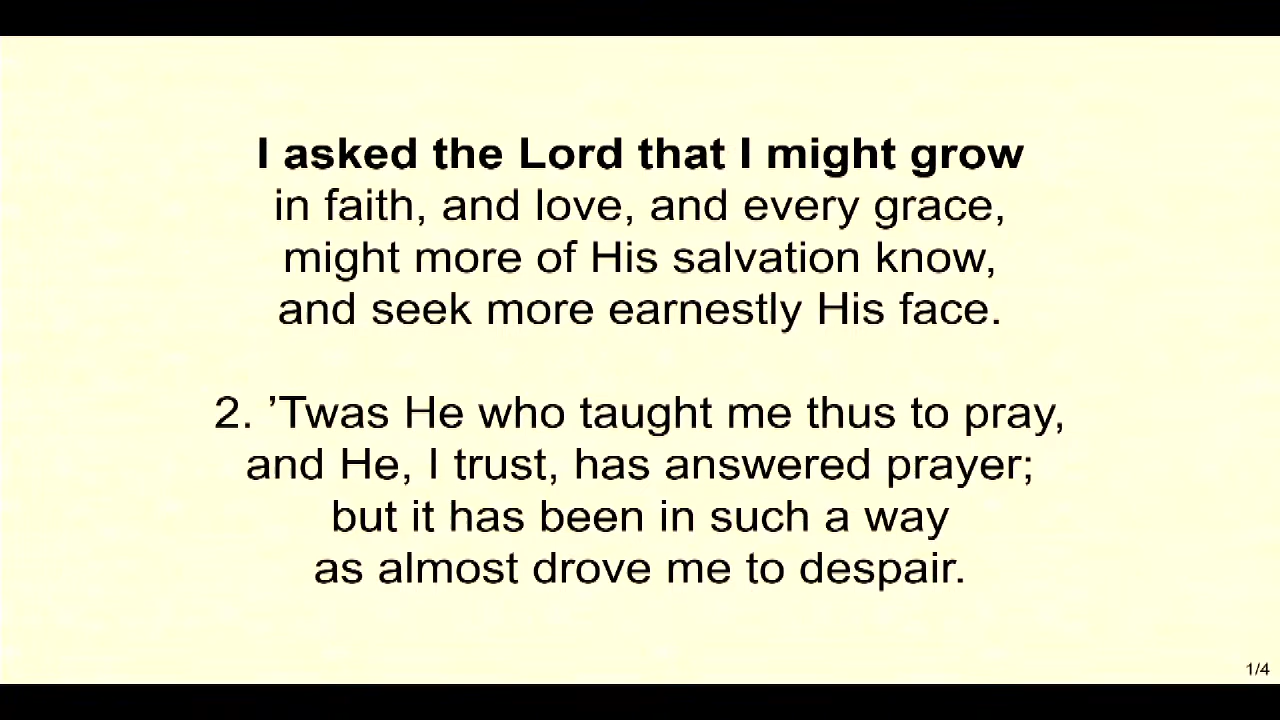 I asked the Lord that I might grow
in faith, and love, and every grace,
might more of His salvation know,
and seek more earnestly His face.
2. ’Twas He who taught me thus to pray,
and He, I trust, has answered prayer;
but it has been in such a way
as almost drove me to despair.
1/4